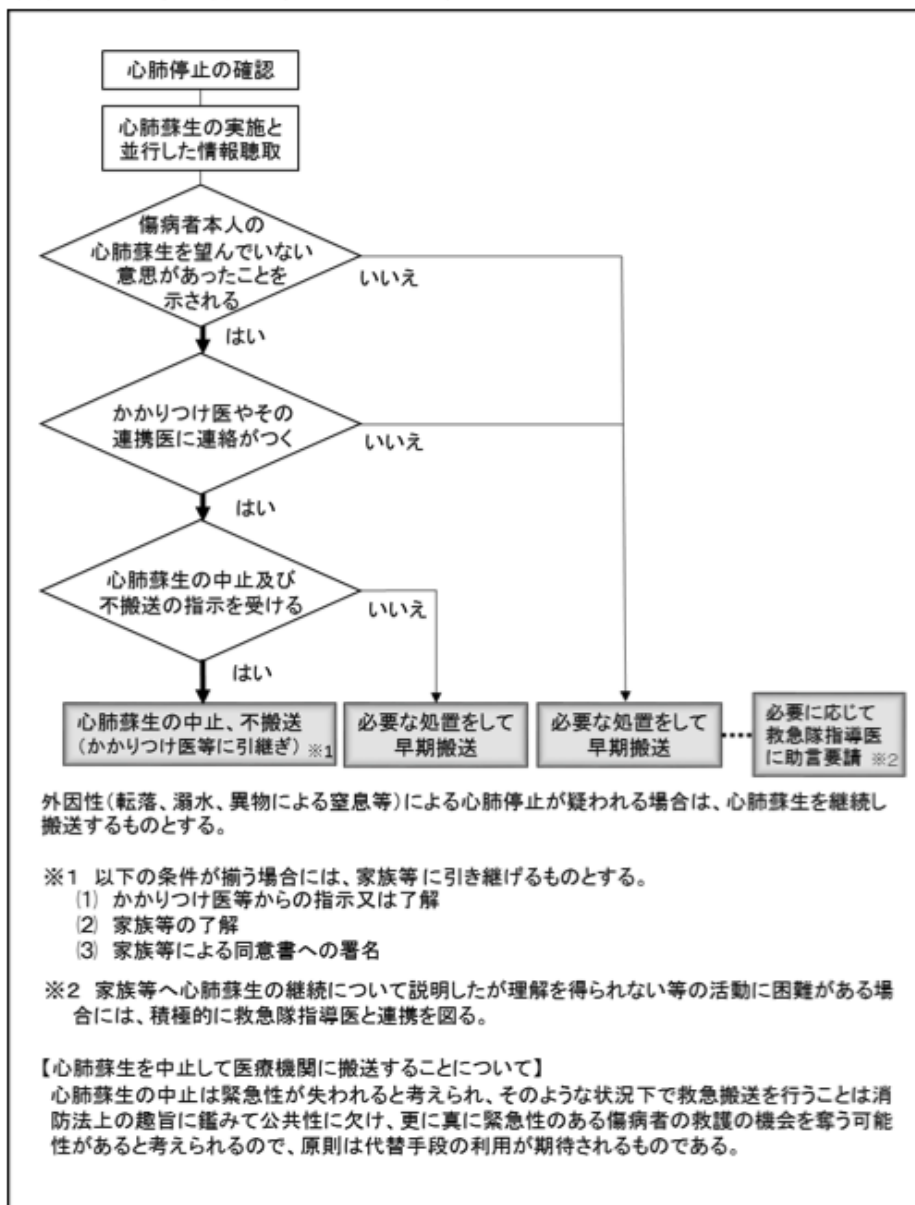 心肺停止の確認
心肺蘇生の実施と
並行した情報聴取
傷病者本人の
心肺蘇生を望んでいない
意思があったことを
示される
いいえ
はい
かかりつけ医やその
連携医に連絡がつく
いいえ
はい
心肺蘇生の中止及び
不搬送の指示を受ける
いいえ
はい
心肺蘇生の中止、不搬送
(かかりつけ医等に引継ぎ) ※1
必要な処置をして
早期搬送
必要な処置をして
早期搬送
必要に応じて
救急隊指導医
に助言要請 ※2
外因性(転落、溺水、異物による窒息等)による心肺停止が疑われる場合は、心肺蘇生を継続し
搬送するものとする。
※1 以下の条件が揃う場合には、家族等に引き継げるものとする。
(1) かかりつけ医等からの指示又は了解
(2) 家族等の了解
(3) 家族等による同意書への署名
※2 家族等へ心肺蘇生の継続について説明したが理解を得られない等の活動に困難がある場
合には、積極的に救急隊指導医と連携を図る。
【心肺蘇生を中止して医療機関に搬送することについて】
心肺蘇生の中止は緊急性が失われると考えられ、そのような状況下で救急搬送を行うことは消
防法上の趣旨に鑑みて公共性に欠け、更に真に緊急性のある傷病者の救護の機会を奪う可能
性があると考えられるので、原則は代替手段の利用が期待されるものである。